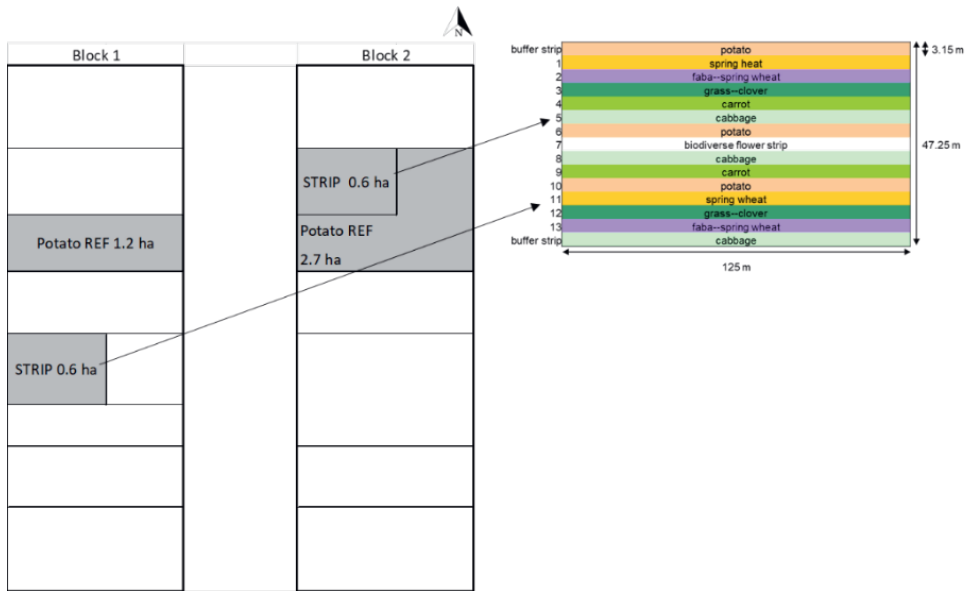 N
Block 1
Block 2
STRIP 0.6 ha
Potato REF 1.2 ha
Potato REF
2.7 ha
STRIP 0.6 ha
buffer strip potato 3.15 m
1 spring heat
2 faba--spring wheat
3 grass--clover
4 carrot
5 cabbage
6 potato
7 biodiverse flower strip 47.25 m
8 cabbage
9 carrot
10 potato
11 spring wheat
12 grass--clover
13 faba--spring wheat
buffer strip cabbage
125 m